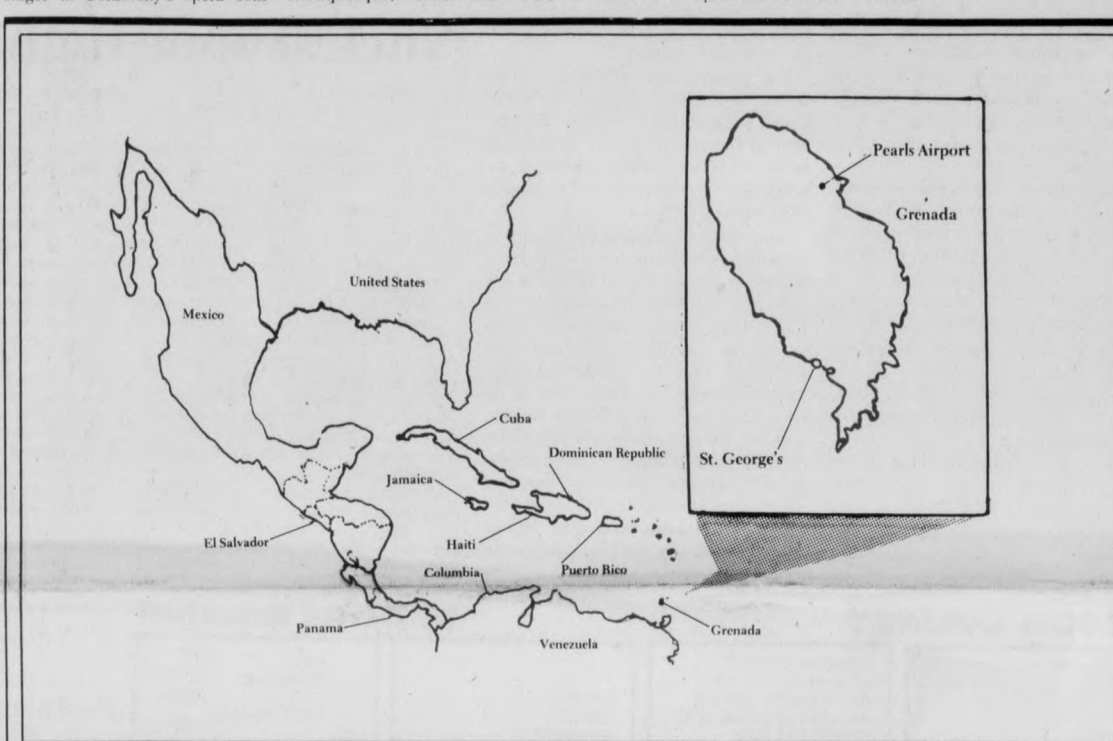 Pearls Airport
Grenada
United States
Mexico
Cuba
Dominican Republic
St. George's
Jamaica
El Salvador
Haiti
Columbia
Puerto Rico
Panama
Grenada
Venezuela